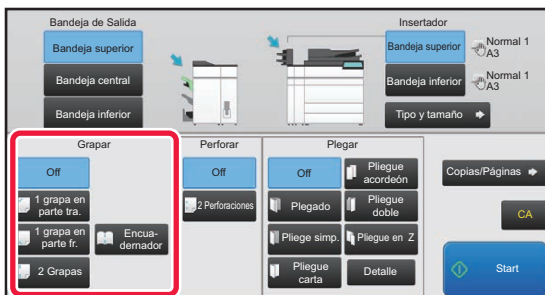 Bandeja de Salida
Bandeja superior
Bandeja central
Bandeja inferior
Insertador
Bandeja superior
Normal 1
A3
Bandeja inferior
Normal 1
A3
Tipo y tamaño
Grapar
Off
1 grapa en
parte tra.
1 grapa en
parte fr.
2 Grapas
Encua-
dernador
Perforar
Off
2 Perforaciones
Plegar
Off
Plegado
Pliege simp.
Pliegue
carta
Pliegue
acordeón
Pliegue
doble
Pliegue en Z
Detalle
Copias/Páginas
CA
Start